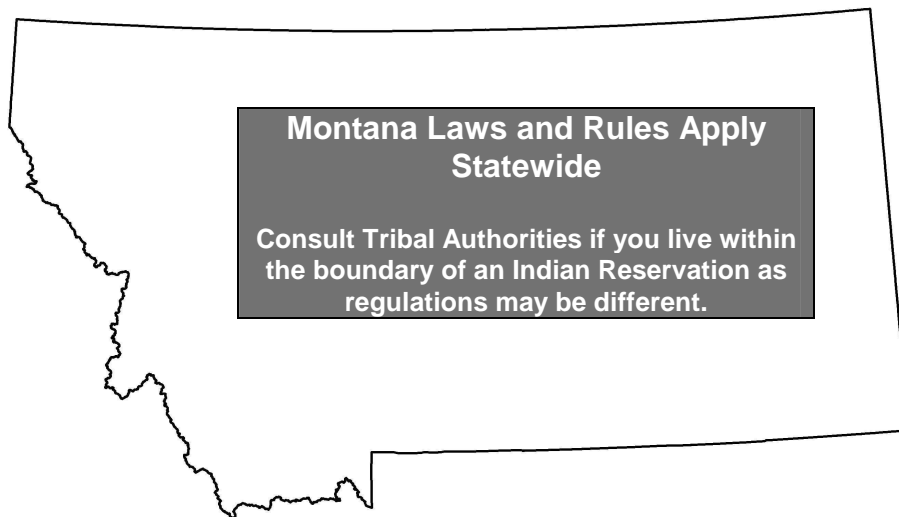 Montana Laws and Rules Apply
Statewide
Consult Tribal Authorities if you live within
the boundary of an Indian Reservation as
regulations may be different.